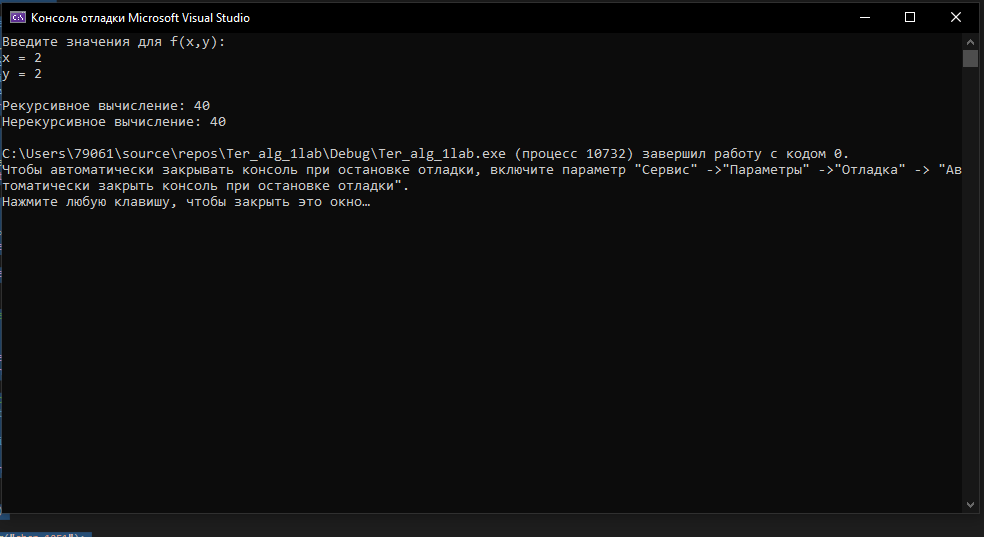 Консоль отладки Microsoft Visual Studio
Введите значения для f(x,y):
x = 2
y = 2
Рекурсивное вычисление: 40
Нерекурсивное вычисление: 40
C:\Users\79061\source\repos\Ter_alg_1lab\Debug\Ter_alg_1lab.exe (процесс 10732) завершил работу с кодом 0.
Чтобы автоматически закрывать консоль при остановке отладки, включите параметр "Сервис" ->"Параметры" ->"Отладка" -> "Ав
томатически закрыть консоль при остановке отладки".
Нажмите любую клавишу, чтобы закрыть это окно…